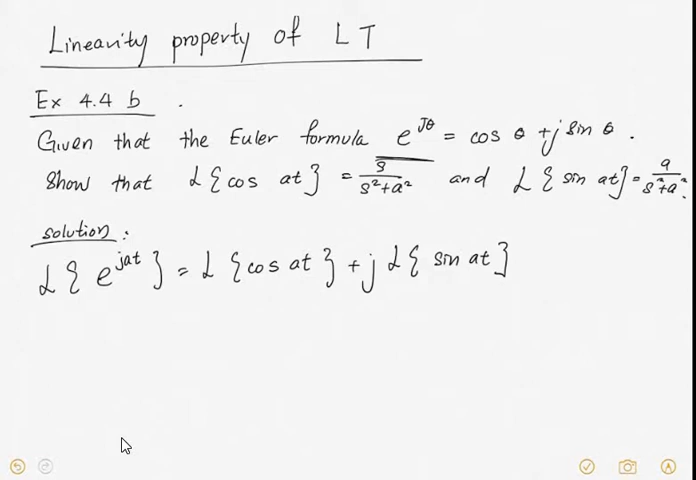 Linearity property of LT
Ex 4.4 b .
Given that the Euler formula e^{jθ} = cos θ + j sin θ .
Show that ℒ{cos at} = s/(s²+a²) and ℒ{sin at} = a/(s²+a²).
solution :
ℒ{e^{jat}} = ℒ{cos at} + j ℒ{sin at}